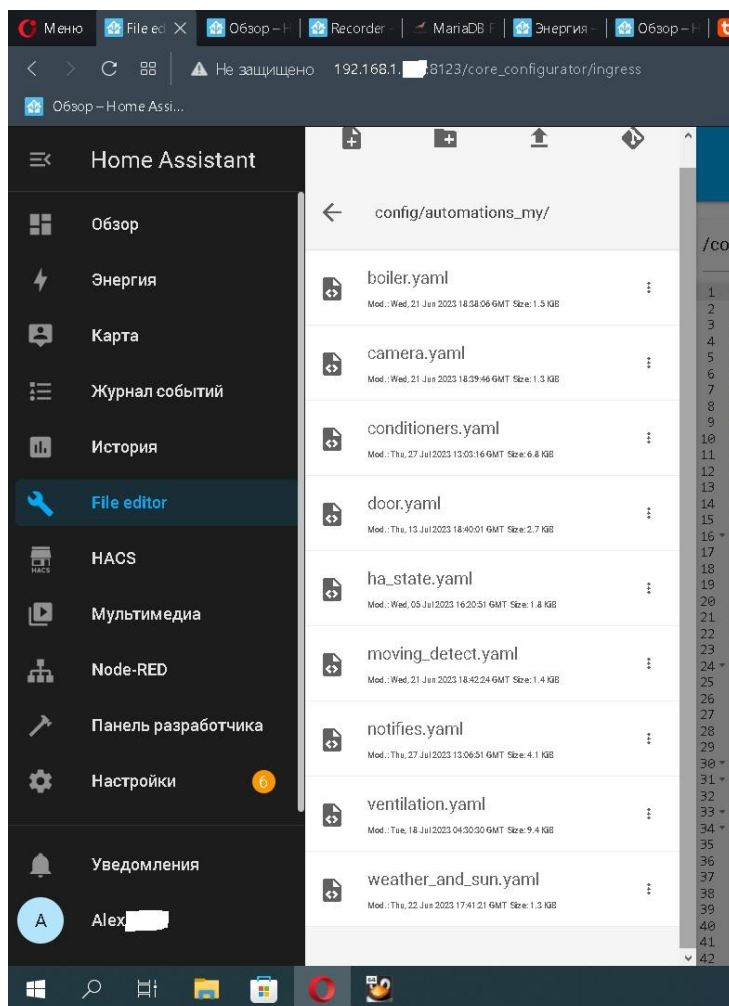 Меню
File ed
Обзор – H
Recorder –
MariaDB F
Энергия –
Обзор – H
Не защищено 192.168.1. :8123/core_configurator/ingress
Обзор – Home Assi...
Home Assistant
Обзор
Энергия
Карта
Журнал событий
История
File editor
HACS
HACS
Мультимедиа
Node-RED
Панель разработчика
Настройки 6
Уведомления
A Alex
config/automations_my/
boiler.yaml
Mod.: Wed, 21 Jun 2023 18:38:06 GMT Size: 1.5 KiB
camera.yaml
Mod.: Wed, 21 Jun 2023 18:39:46 GMT Size: 1.3 KiB
conditioners.yaml
Mod.: Thu, 27 Jul 2023 13:03:16 GMT Size: 6.8 KiB
door.yaml
Mod.: Thu, 13 Jul 2023 18:40:01 GMT Size: 2.7 KiB
ha_state.yaml
Mod.: Wed, 05 Jul 2023 16:20:51 GMT Size: 1.8 KiB
moving_detect.yaml
Mod.: Wed, 21 Jun 2023 18:42:24 GMT Size: 1.4 KiB
notifies.yaml
Mod.: Thu, 27 Jul 2023 13:06:51 GMT Size: 4.1 KiB
ventilation.yaml
Mod.: Tue, 18 Jul 2023 04:30:30 GMT Size: 9.4 KiB
weather_and_sun.yaml
Mod.: Thu, 22 Jun 2023 17:41:21 GMT Size: 1.3 KiB
/co
1
2
3
4
5
6
7
8
9
10
11
12
13
14
15
16
17
18
19
20
21
22
23
24
25
26
27
28
29
30
31
32
33
34
35
36
37
38
39
40
41
42
64